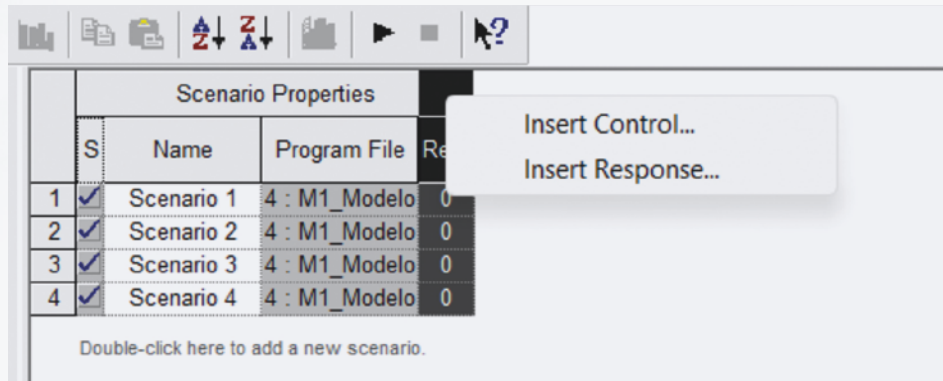 Scenario Properties
S Name Program File
Insert Control...
Insert Response...
1 Scenario 1 4 : M1_Modelo 0
2 Scenario 2 4 : M1_Modelo 0
3 Scenario 3 4 : M1_Modelo 0
4 Scenario 4 4 : M1_Modelo 0
Double-click here to add a new scenario.